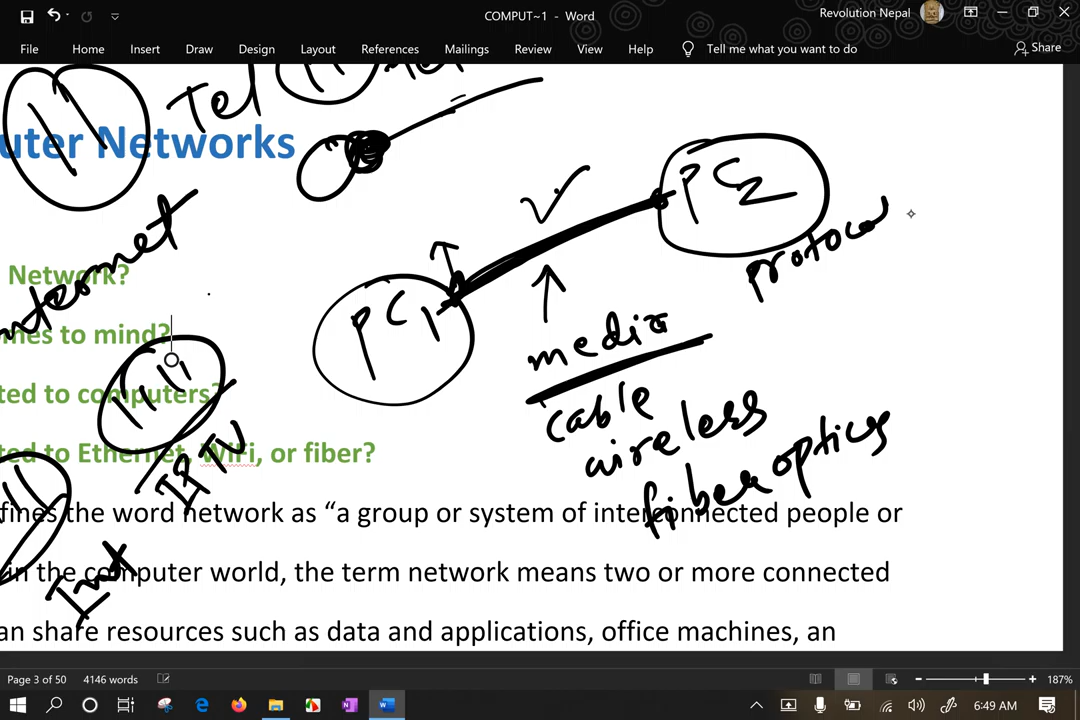 COMPUT~1 - Word
Revolution Nepal
File Home Insert Draw Design Layout References Mailings Review View Help Tell me what you want to do Share
Tel
uter Networks
PC2
protocol
internet
Network?
PC1
mes to mind?
media
ted to computers?
cable
wireless
ted to Ethernet, WiFi, or fiber?
IPTV
fiber optics
fines the word network as “a group or system of interconnected people or
Int
in the computer world, the term network means two or more connected
an share resources such as data and applications, office machines, an
Page 3 of 50 4146 words 187%
6:49 AM